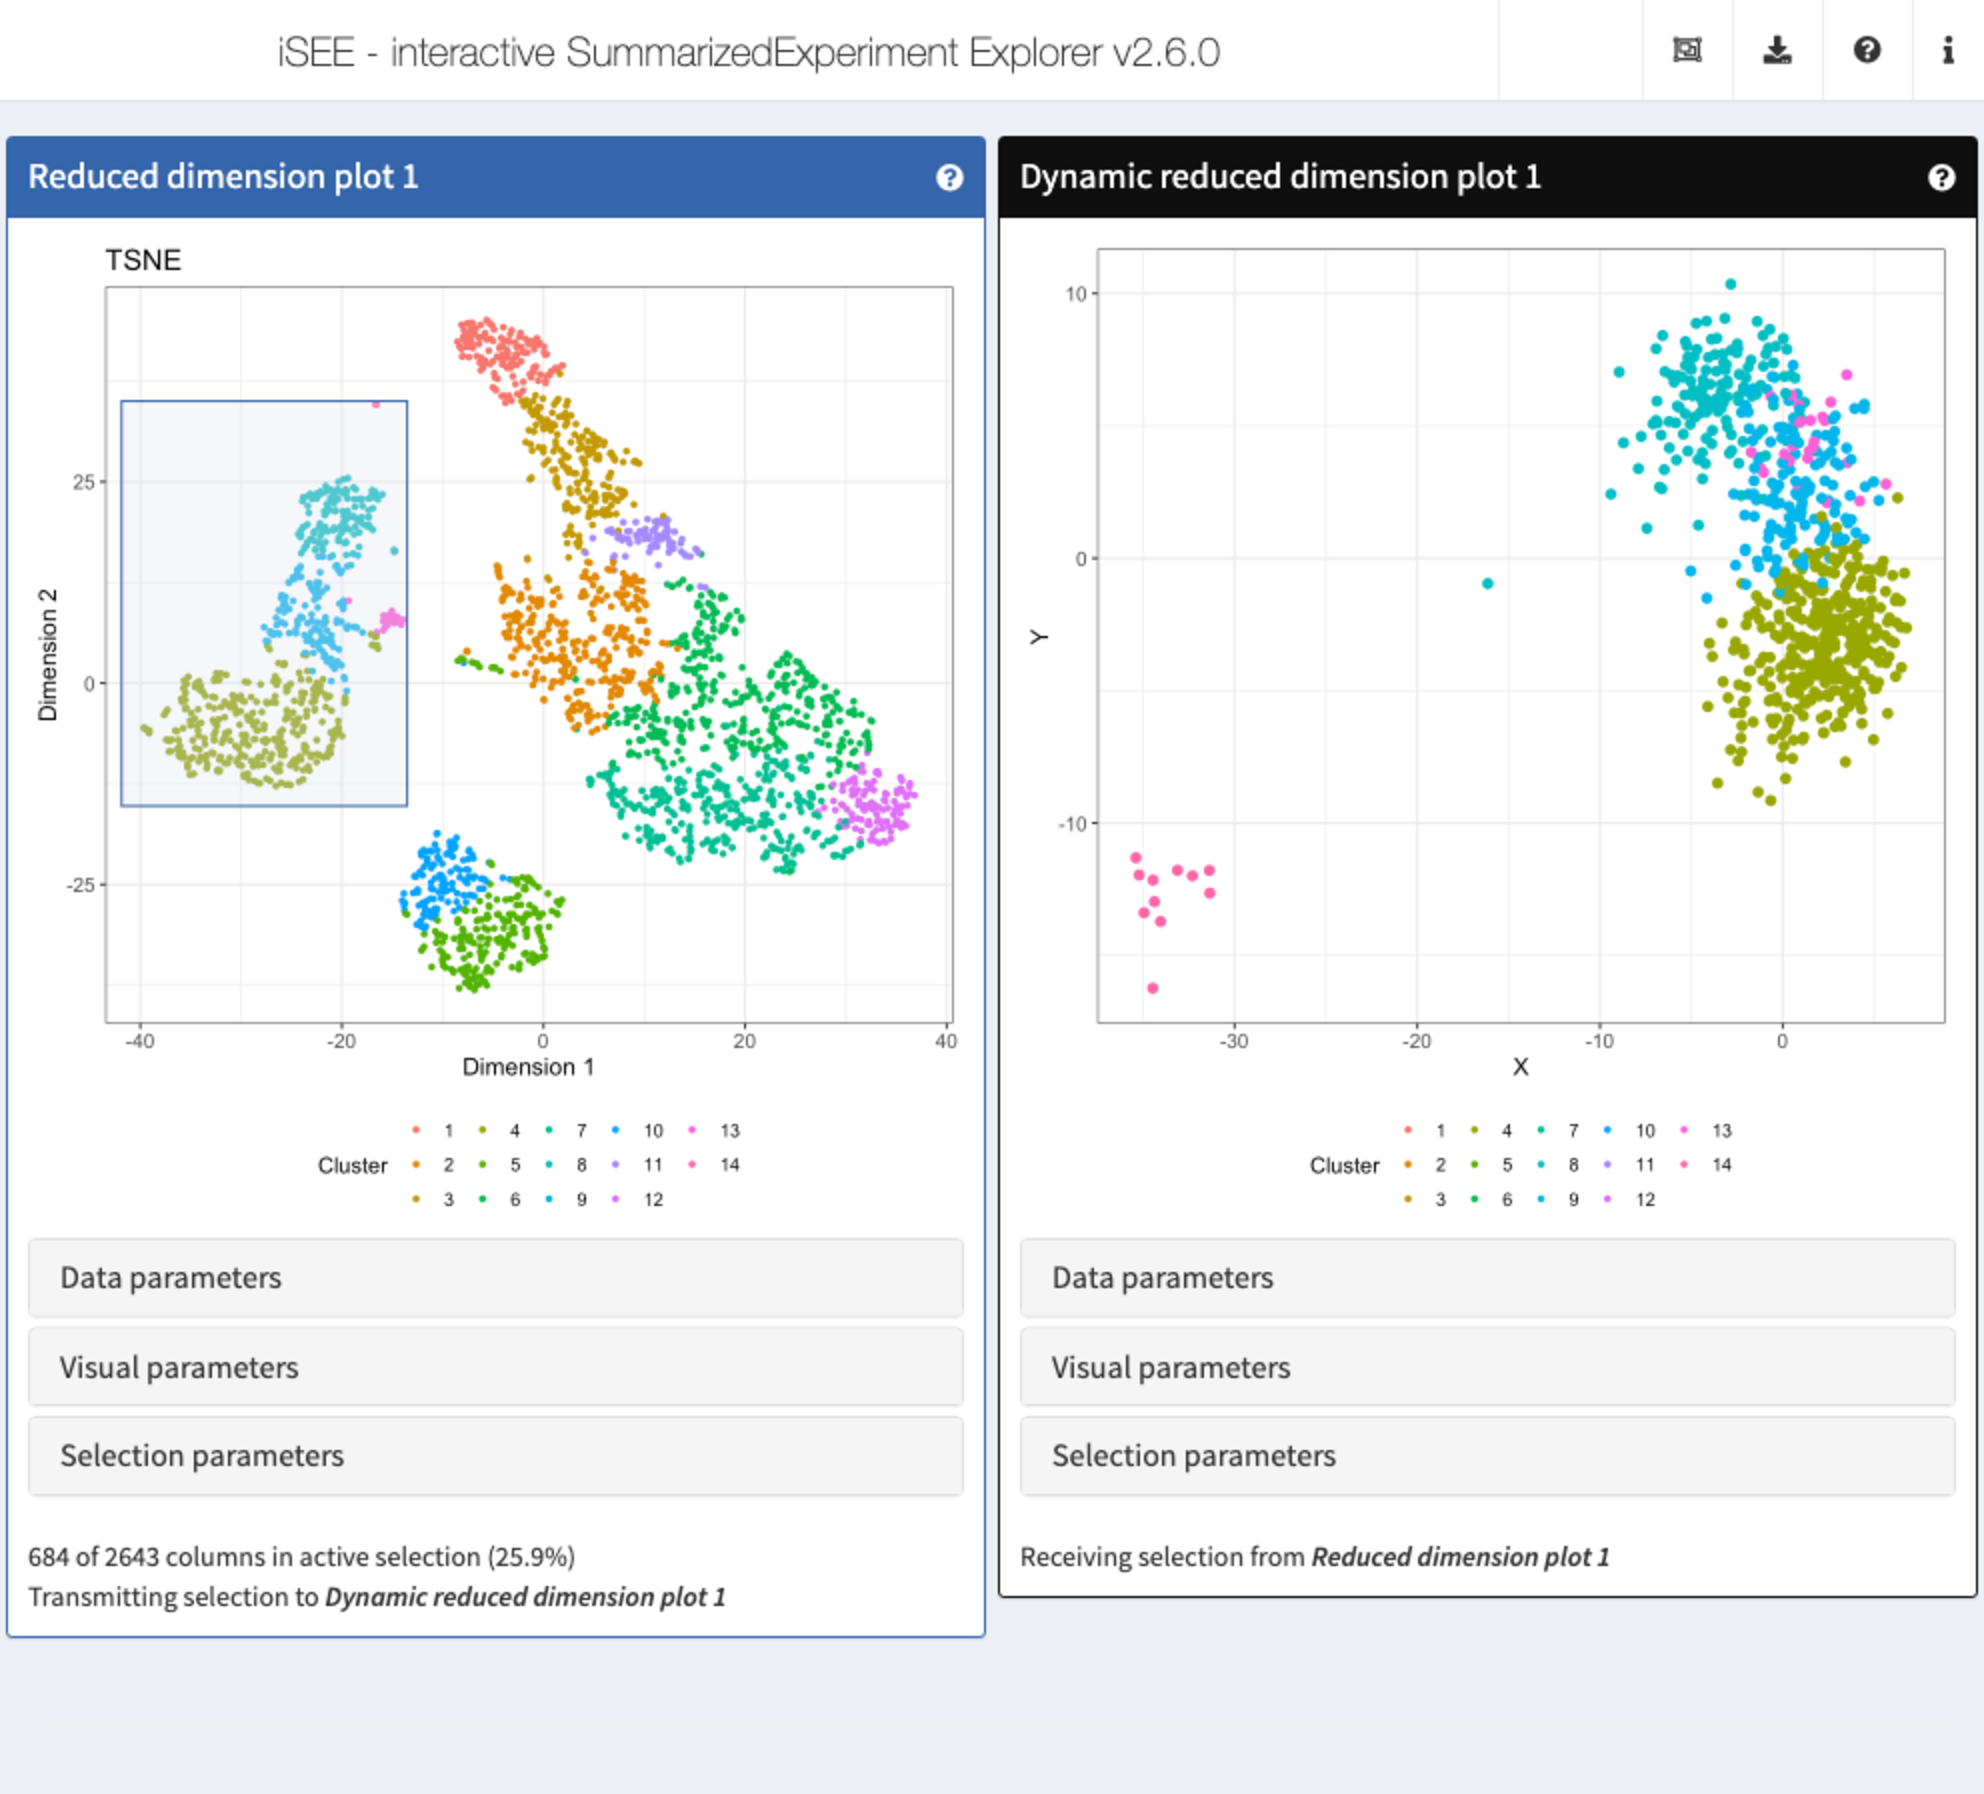 iSEE - interactive SummarizedExperiment Explorer v2.6.0
Reduced dimension plot 1
TSNE
25
0
-25
Dimension 2
-40 -20 0 20 40
Dimension 1
1 4 7 10 13
Cluster 2 5 8 11 14
3 6 9 12
Data parameters
Visual parameters
Selection parameters
684 of 2643 columns in active selection (25.9%)
Transmitting selection to Dynamic reduced dimension plot 1
Dynamic reduced dimension plot 1
10
0
-10
Y
-30 -20 -10 0
X
1 4 7 10 13
Cluster 2 5 8 11 14
3 6 9 12
Data parameters
Visual parameters
Selection parameters
Receiving selection from Reduced dimension plot 1